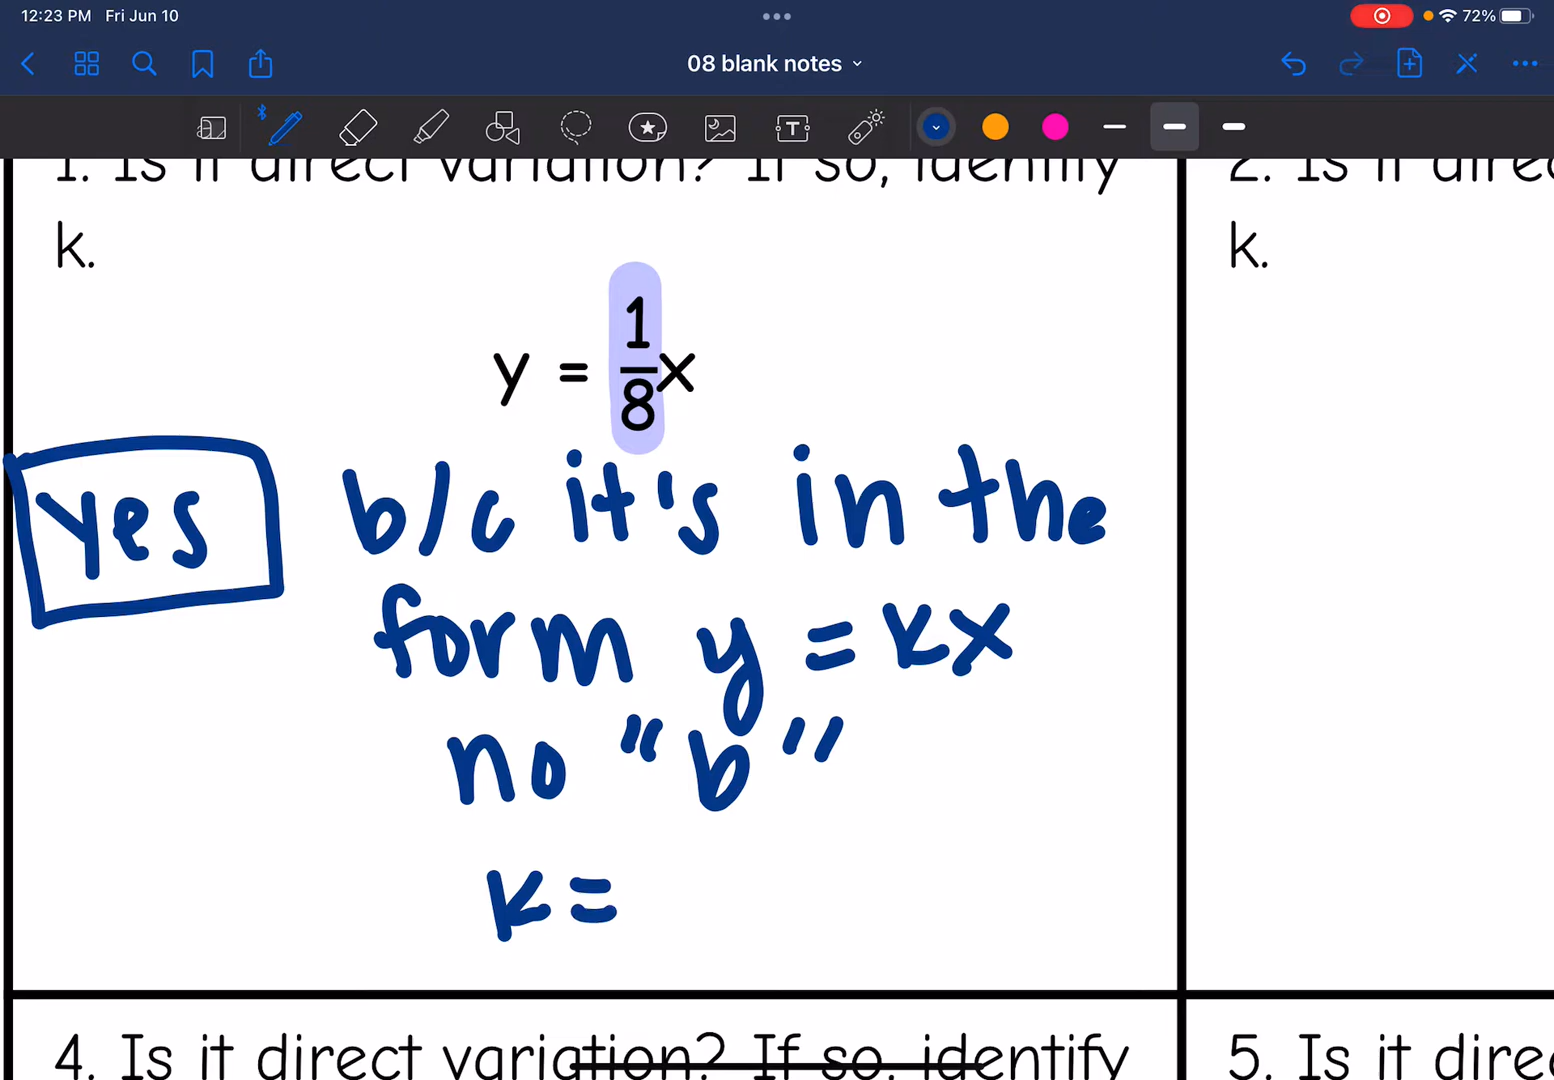 12:23 PM Fri Jun 10
72%
08 blank notes
T
1. Is it direct variation? If so, identify
k.
y = 1/8x
yes b/c it's in the
form y = kx
no "b"
k =
2. Is it direc
k.
4. Is it direct variation? If so, identify
5. Is it direc